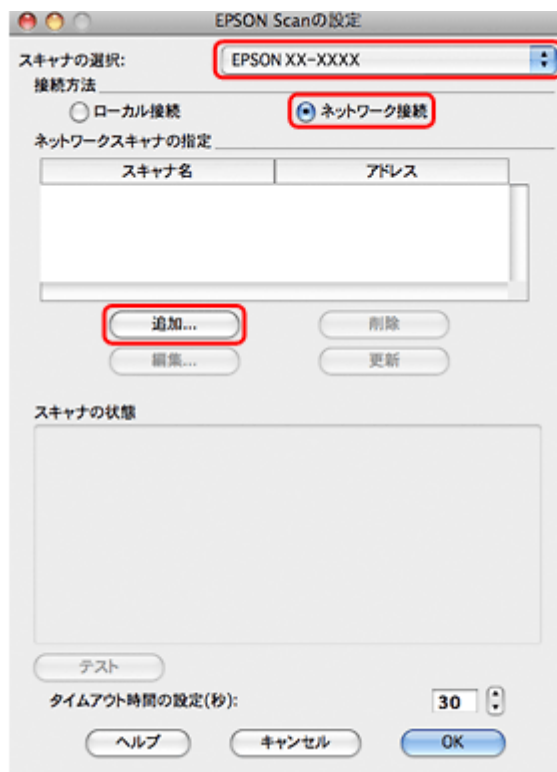 EPSON Scanの設定
スキャナの選択: EPSON XX-XXXX
接続方法
ローカル接続 ネットワーク接続
ネットワークスキャナの指定
スキャナ名 アドレス
追加... 削除
編集... 更新
スキャナの状態
テスト
タイムアウト時間の設定(秒): 30
ヘルプ キャンセル OK